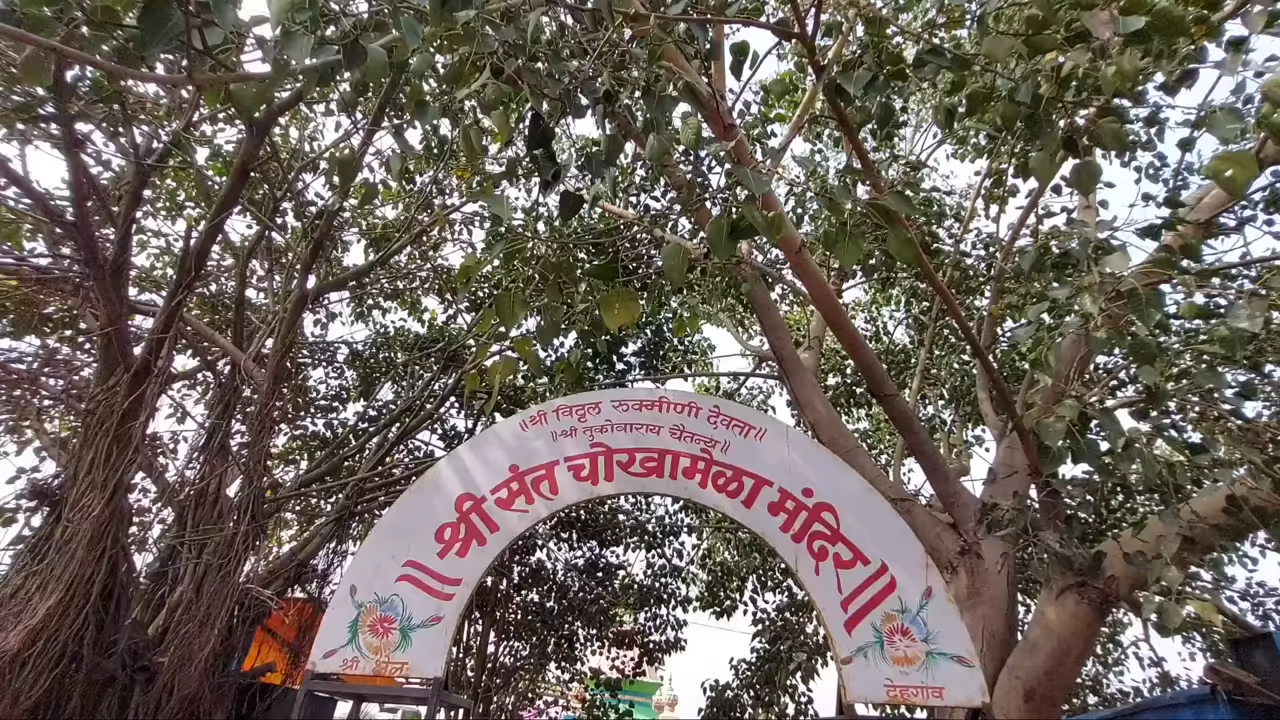 ॥श्री विठ्ठल रुक्मीणी देवता॥
॥श्री तुकोबाराय चैतन्य॥
॥श्री संत चोखामेळा मंदिर॥
श्री
देहगांव